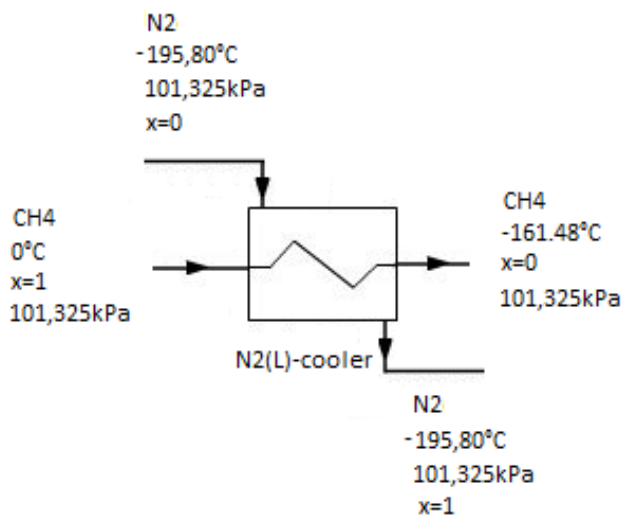 N2
-195,80°C
101,325kPa
x=0
CH4
0°C
x=1
101,325kPa
CH4
-161.48°C
x=0
101,325kPa
N2(L)-cooler
N2
-195,80°C
101,325kPa
x=1